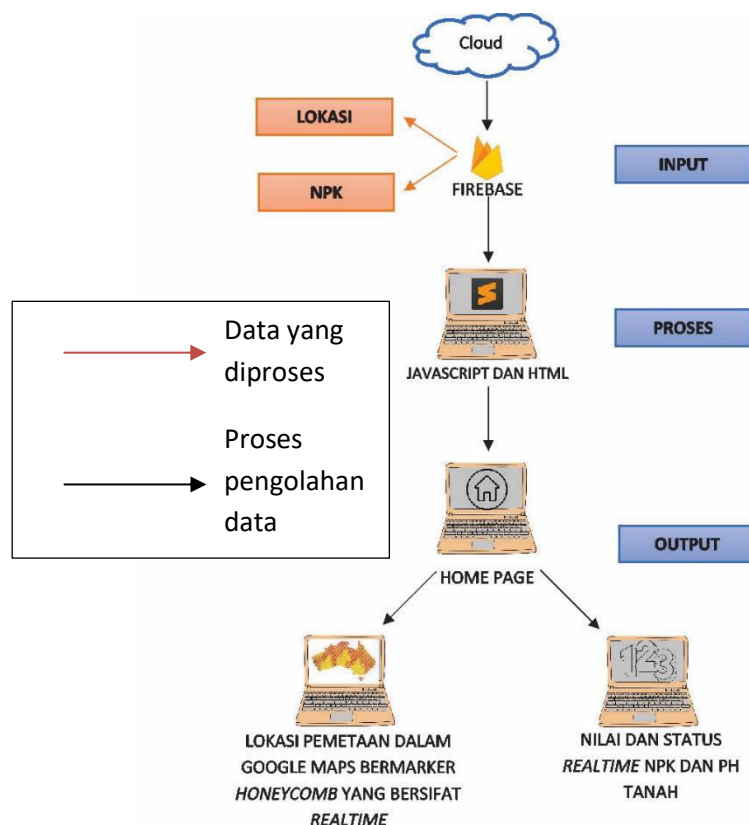 Cloud
LOKASI
NPK
FIREBASE
INPUT
JAVASCRIPT DAN HTML
PROSES
Data yang
diproses
Proses
pengolahan
data
HOME PAGE
OUTPUT
LOKASI PEMETAAN DALAM
GOOGLE MAPS BERMARKER
HONEYCOMB YANG BERSIFAT
REALTIME
123
NILAI DAN STATUS
REALTIME NPK DAN PH
TANAH